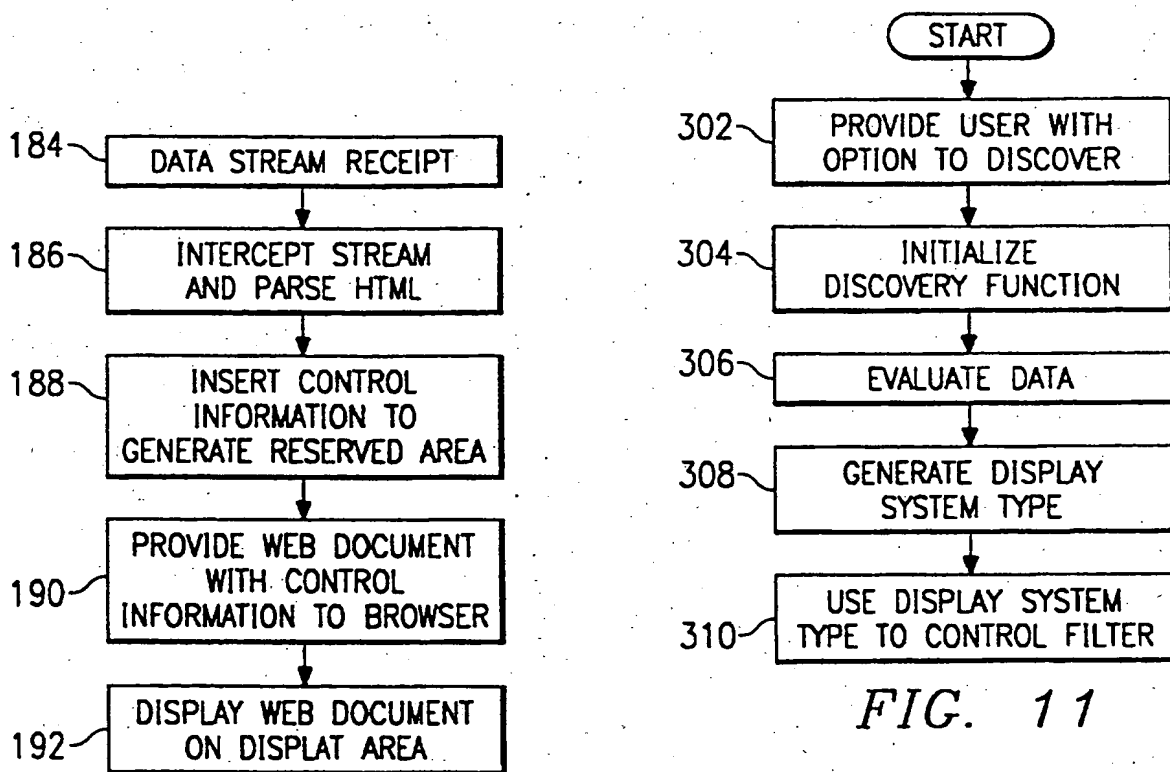 184
DATA STREAM RECEIPT
186
INTERCEPT STREAM
AND PARSE HTML
188
INSERT CONTROL
INFORMATION TO
GENERATE RESERVED AREA
190
PROVIDE WEB DOCUMENT
WITH CONTROL
INFORMATION TO BROWSER
192
DISPLAY WEB DOCUMENT
ON DISPLAT AREA
START
302
PROVIDE USER WITH
OPTION TO DISCOVER
304
INITIALIZE
DISCOVERY FUNCTION
306
EVALUATE DATA
308
GENERATE DISPLAY
SYSTEM TYPE
310
USE DISPLAY SYSTEM
TYPE TO CONTROL FILTER
FIG. 11